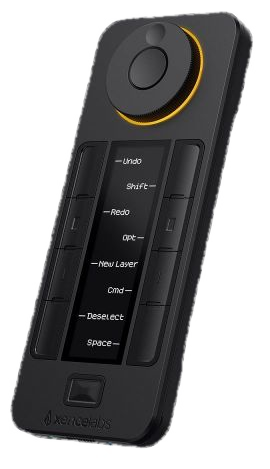 Undo
Shift
Redo
Opt
New Layer
Cmd
Deselect
Space
xencelabs